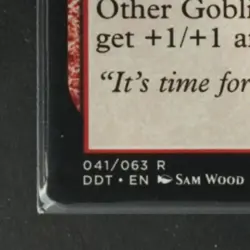 Other Gobli
get +1/+1 a
“It's time for
041/063 R
DDT • EN SAM WOOD